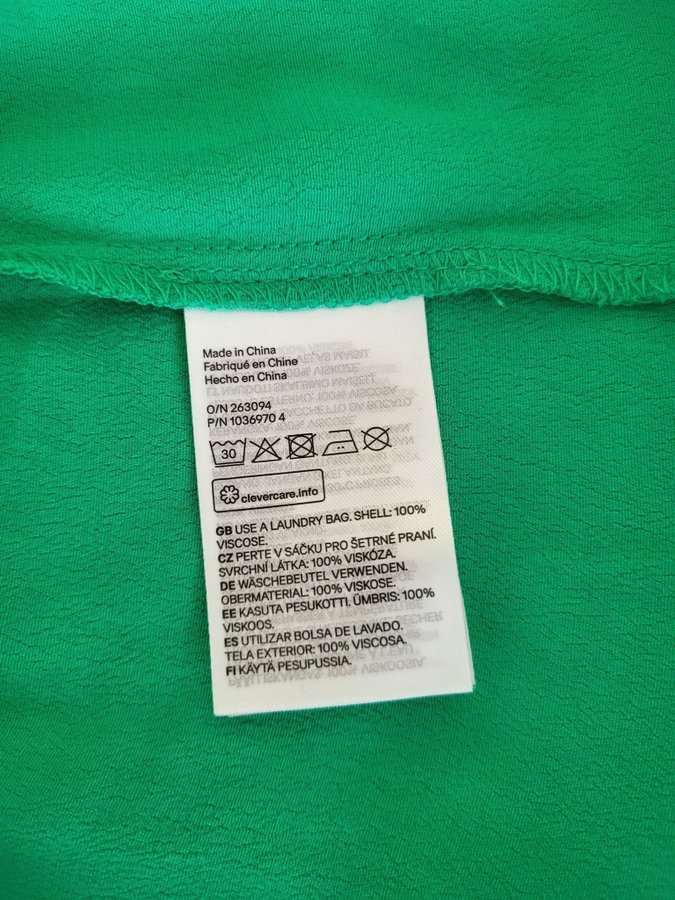 Made in China
Fabriqué en Chine
Hecho en China
O/N 263094
P/N 1036970 4
30
clevercare.info
GB USE A LAUNDRY BAG. SHELL: 100%
VISCOSE.
CZ PERTE V SÁČKU PRO ŠETRNÉ PRANÍ.
SVRCHNÍ LÁTKA: 100% VISKÓZA.
DE WÄSCHEBEUTEL VERWENDEN.
OBERMATERIAL: 100% VISKOSE.
EE KASUTA PESUKOTTI. ÜMBRIS: 100%
VISKOOS.
ES UTILIZAR BOLSA DE LAVADO.
TELA EXTERIOR: 100% VISCOSA.
FI KÄYTÄ PESUPUSSIA.